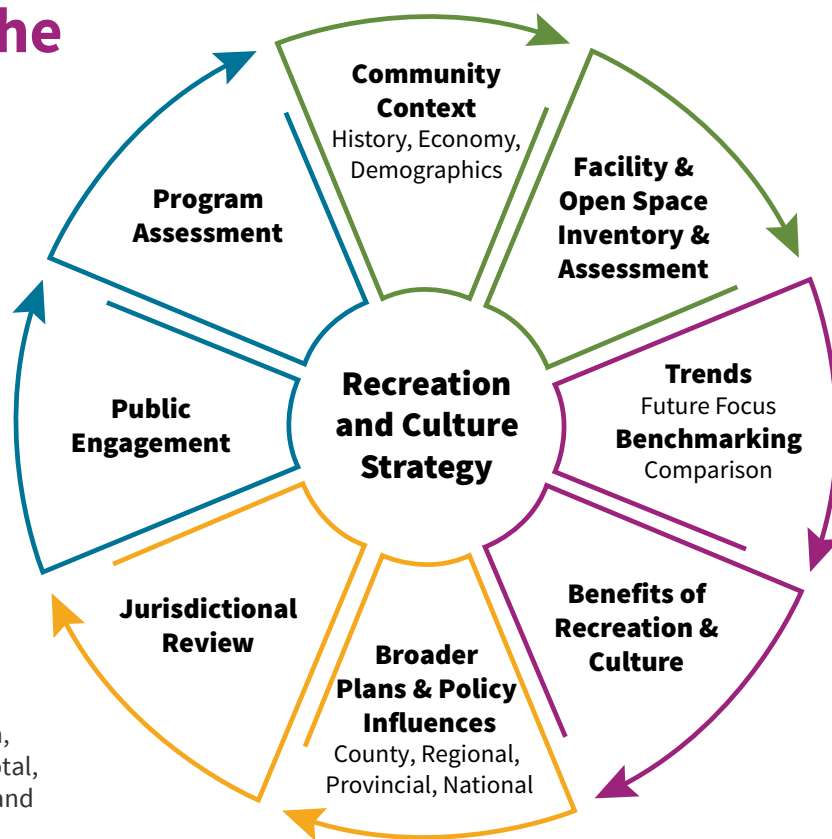 he
Community
Context
History, Economy,
Demographics
Facility &
Open Space
Inventory &
Assessment
Trends
Future Focus
Benchmarking
Comparison
Benefits of
Recreation &
Culture
Broader
Plans & Policy
Influences
County, Regional,
Provincial, National
Jurisdictional
Review
Public
Engagement
Program
Assessment
Recreation
and Culture
Strategy
otal,
and